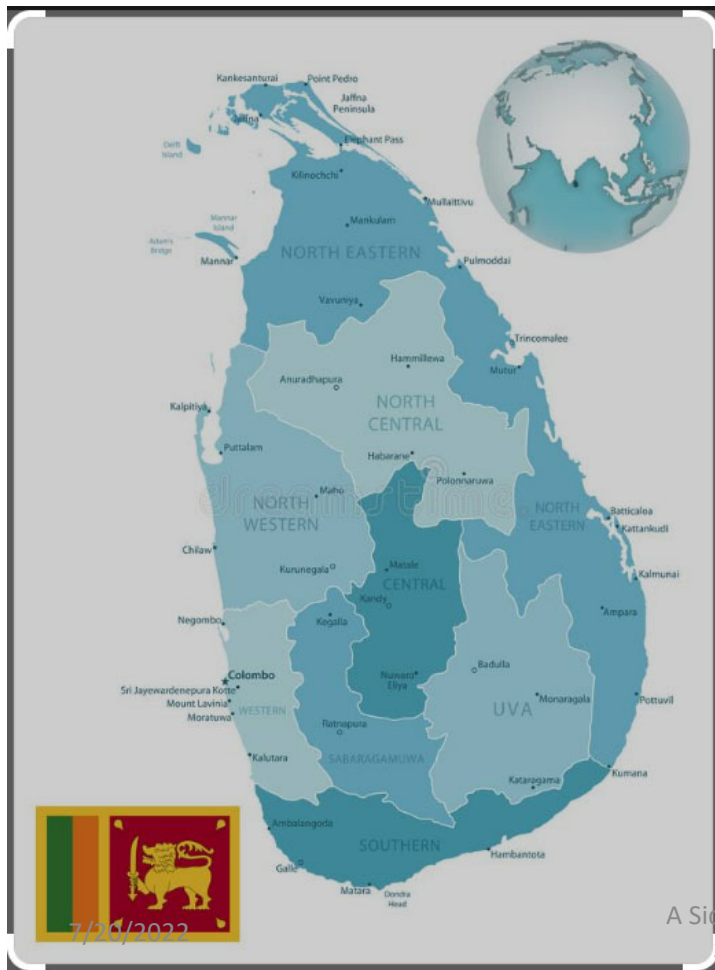 Kankesanturai
Point Pedro
Jaffna
Peninsula
Jaffna
Elephant Pass
Delft
Island
Kilinochchi
Mullaittivu
Mannar
Island
Mankulam
Adam's
Bridge
NORTH EASTERN
Mannar
Pulmoddai
Vavuniya
Trincomalee
Hammillewa
Mutur
Anuradhapura
Kalpitiya
NORTH
CENTRAL
Puttalam
Habarane
Polonnaruwa
Maho
dreamstime
NORTH
WESTERN
NORTH
EASTERN
Batticaloa
Kattankudi
Chilaw
Kurunegala
Matale
CENTRAL
Kalmunai
Kandy
Ampara
Negombo
Kegalla
Badulla
Colombo
Nuwara
Eliya
Sri Jayewardenepura Kotte
Mount Lavinia
Moratuwa
WESTERN
Monaragala
UVA
Pottuvil
Ratnapura
Kalutara
SABARAGAMUWA
Kumana
Kataragama
Ambalangoda
SOUTHERN
Hambantota
Galle
Matara
Dondra
Head
7/20/2022
A Sic